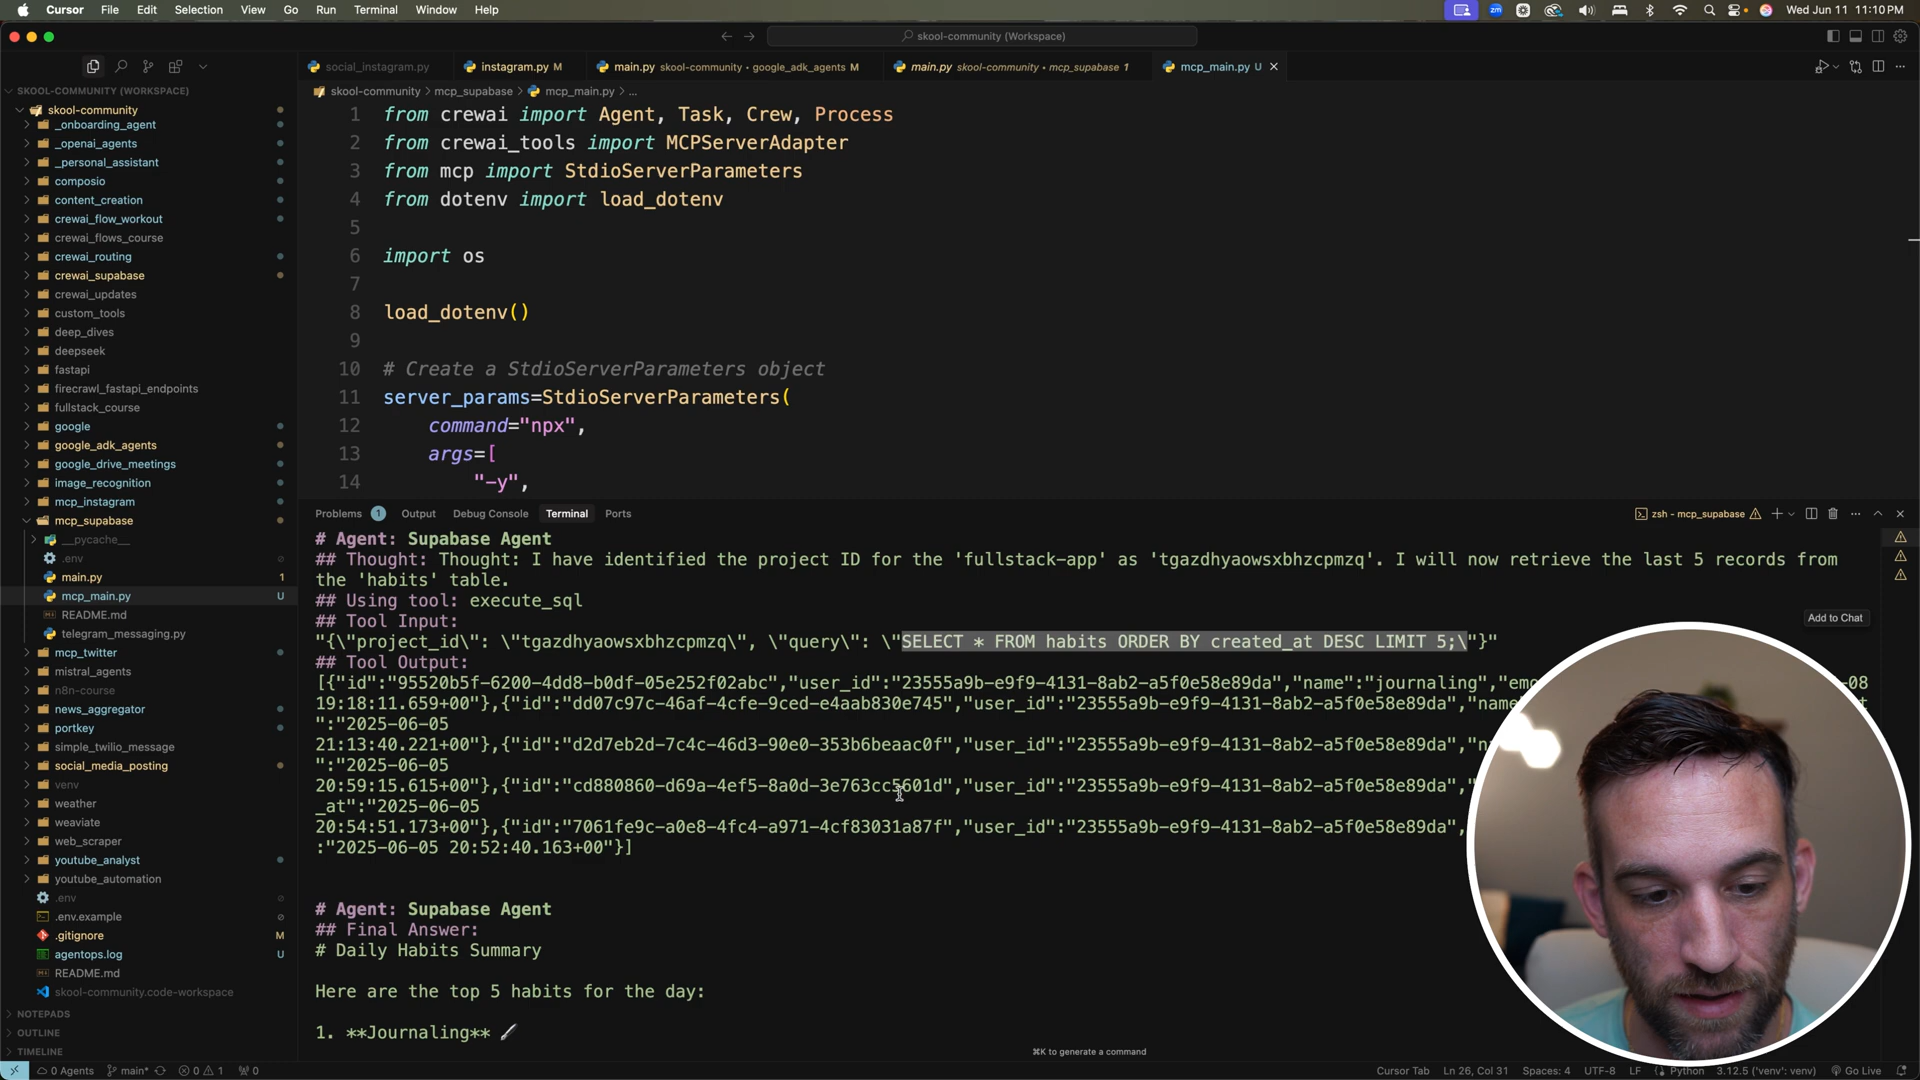 Cursor File Edit Selection View Go Run Terminal Window Help
Wed Jun 11 11:10 PM
skool-community (Workspace)
social_instagram.py
instagram.py M
main.py skool-community • google_adk_agents M
main.py skool-community • mcp_supabase 1
mcp_main.py U
SKOOL-COMMUNITY (WORKSPACE)
skool-community
_onboarding_agent
_openai_agents
_personal_assistant
composio
content_creation
crewai_flow_workout
crewai_flows_course
crewai_routing
crewai_supabase
crewai_updates
custom_tools
deep_dives
deepseek
fastapi
firecrawl_fastapi_endpoints
fullstack_course
google
google_adk_agents
google_drive_meetings
image_recognition
mcp_instagram
mcp_supabase
__pycache__
.env
main.py 1
mcp_main.py U
README.md
telegram_messaging.py
mcp_twitter
mistral_agents
n8n-course
news_aggregator
portkey
simple_twilio_message
social_media_posting
venv
weather
weaviate
web_scraper
youtube_analyst
youtube_automation
.env
.env.example
.gitignore M
agentops.log U
README.md
skool-community.code-workspace
NOTEPADS
OUTLINE
TIMELINE
skool-community > mcp_supabase > mcp_main.py > ...
1 from crewai import Agent, Task, Crew, Process
2 from crewai_tools import MCPServerAdapter
3 from mcp import StdioServerParameters
4 from dotenv import load_dotenv
5
6 import os
7
8 load_dotenv()
9
10 # Create a StdioServerParameters object
11 server_params=StdioServerParameters(
12 command="npx",
13 args=[
14 "-y",
Problems 1 Output Debug Console Terminal Ports
zsh - mcp_supabase
# Agent: Supabase Agent
## Thought: Thought: I have identified the project ID for the 'fullstack-app' as 'tgazdhyaowsxbhzcpmzq'. I will now retrieve the last 5 records from
the 'habits' table.
## Using tool: execute_sql
## Tool Input:
"{\"project_id\": \"tgazdhyaowsxbhzcpmzq\", \"query\": \"SELECT * FROM habits ORDER BY created_at DESC LIMIT 5;\"}"
Add to Chat
## Tool Output:
[{"id":"95520b5f-6200-4dd8-b0df-05e252f02abc","user_id":"23555a9b-e9f9-4131-8ab2-a5f0e58e89da","name":"journaling","emo -08
19:18:11.659+00"},{"id":"dd07c97c-46af-4cfe-9ced-e4aab830e745","user_id":"23555a9b-e9f9-4131-8ab2-a5f0e58e89da","nam t
":"2025-06-05
21:13:40.221+00"},{"id":"d2d7eb2d-7c4c-46d3-90e0-353b6beaac0f","user_id":"23555a9b-e9f9-4131-8ab2-a5f0e58e89da","n
":"2025-06-05
20:59:15.615+00"},{"id":"cd880860-d69a-4ef5-8a0d-3e763cc5601d","user_id":"23555a9b-e9f9-4131-8ab2-a5f0e58e89da","
_at":"2025-06-05
20:54:51.173+00"},{"id":"7061fe9c-a0e8-4fc4-a971-4cf83031a87f","user_id":"23555a9b-e9f9-4131-8ab2-a5f0e58e89da",
:"2025-06-05 20:52:40.163+00"}]
# Agent: Supabase Agent
## Final Answer:
# Daily Habits Summary
Here are the top 5 habits for the day:
1. **Journaling** 🖌
⌘K to generate a command
0 Agents main* 0 1 0
Cursor Tab Ln 26, Col 31 Spaces: 4 UTF-8 LF Python 3.12.5 ('venv': venv) Go Live